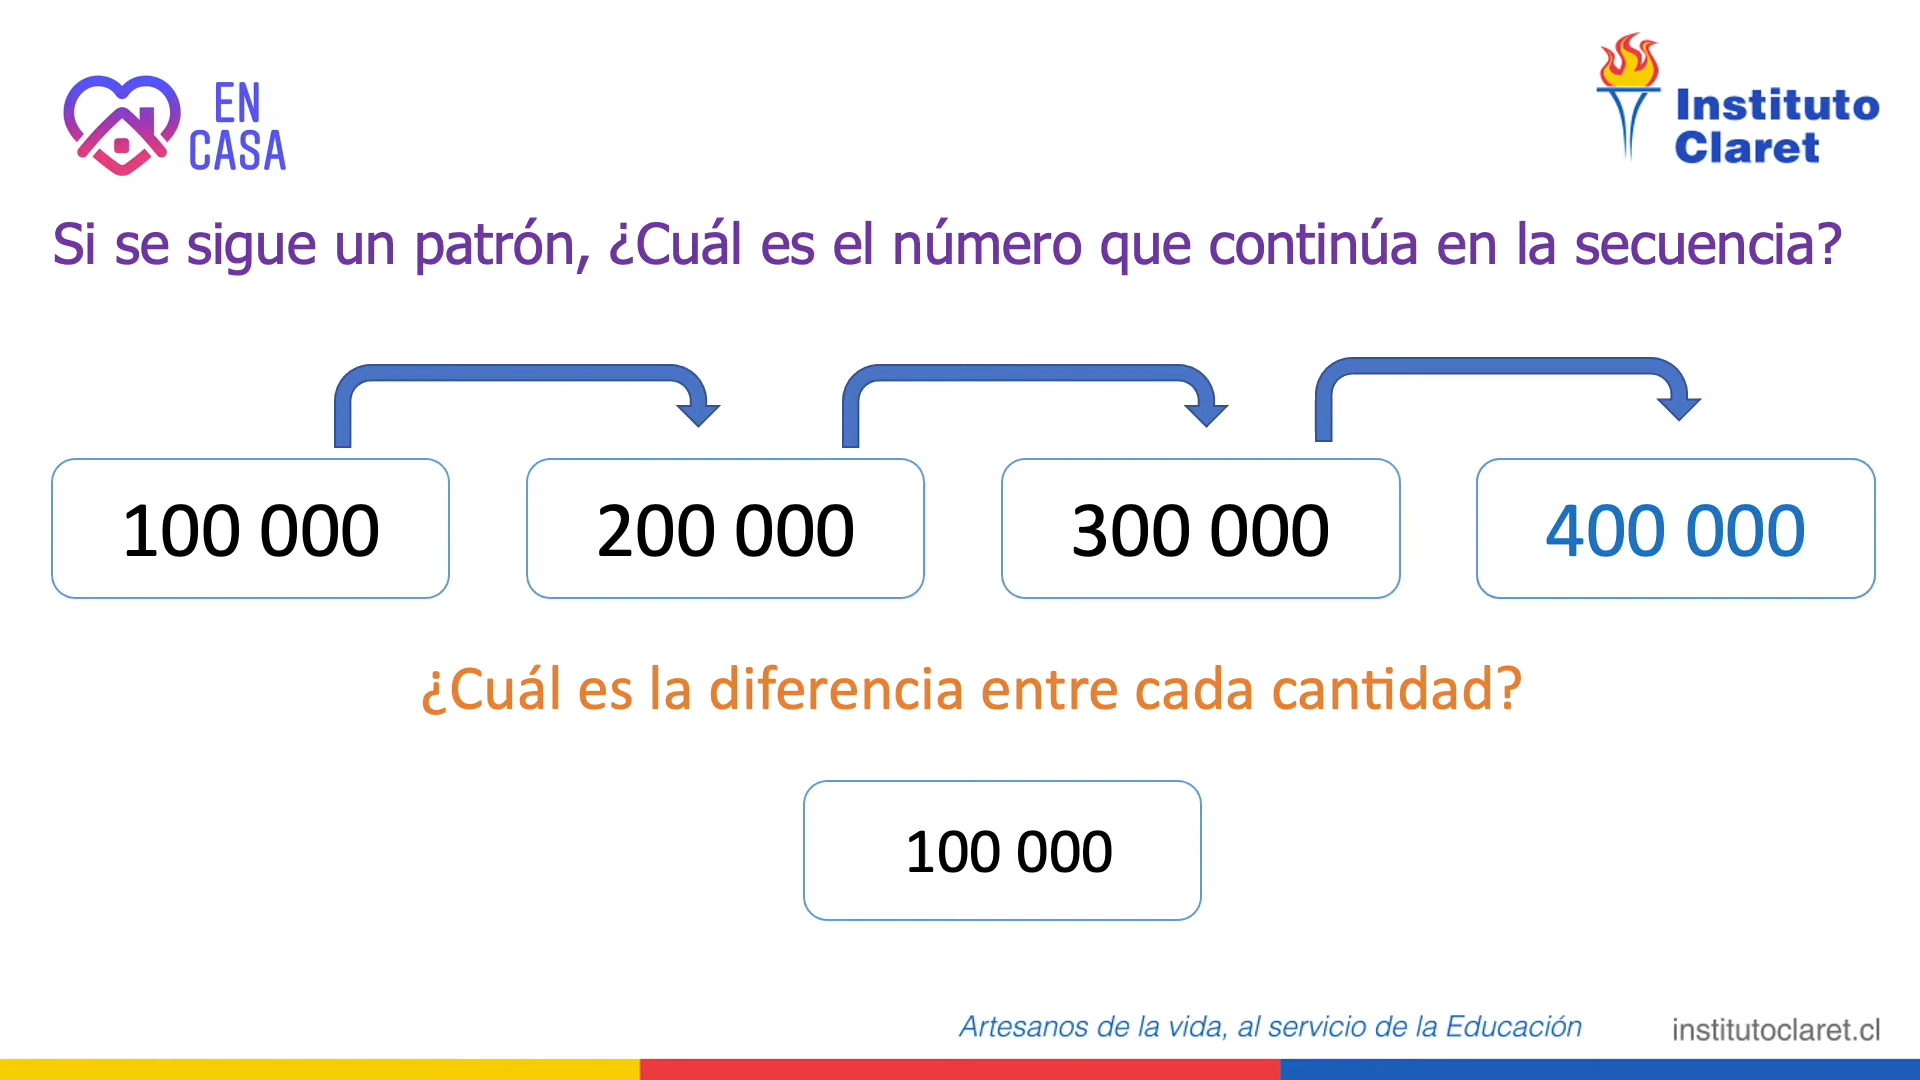 EN
CASA
Instituto
Claret
Si se sigue un patrón, ¿Cuál es el número que continúa en la secuencia?
100 000 200 000 300 000 400 000
¿Cuál es la diferencia entre cada cantidad?
100 000
Artesanos de la vida, al servicio de la Educación institutoclaret.cl